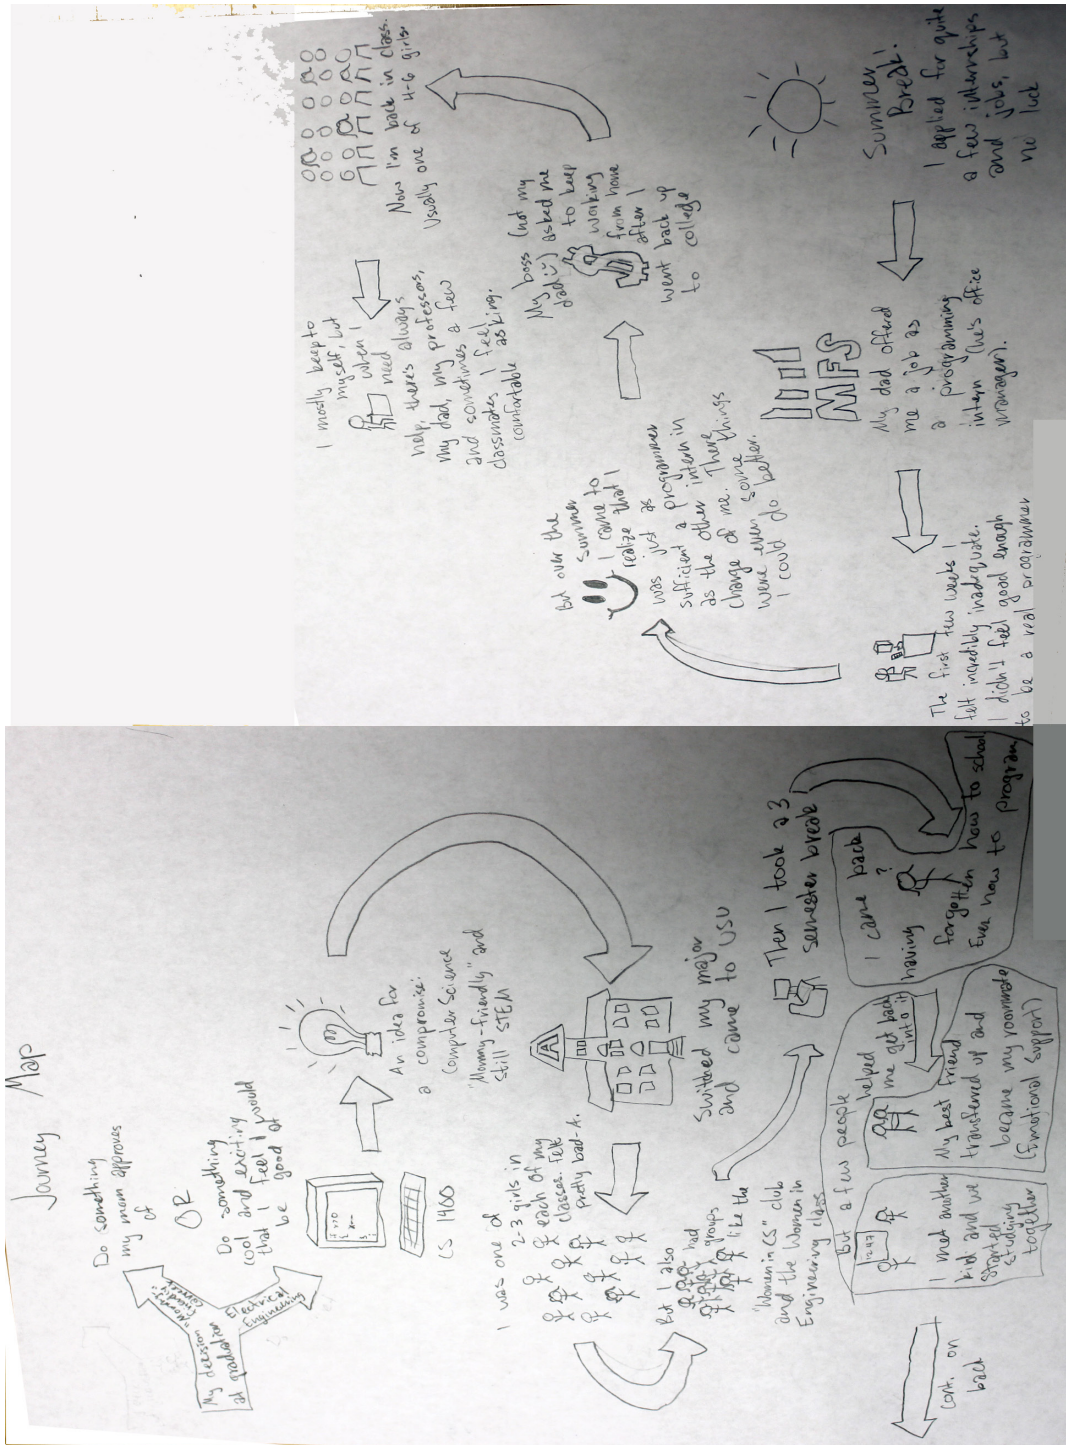 Journey Map
My decision
at graduation
"Mommy-
friendly"
career
Electrical
Engineering
Do something
my mom approves
of
OR
Do something
cool and exciting
that I feel I would
be good at
CS 1400
An idea for
a compromise:
Computer Science
"Mommy-friendly" and
still STEM
A
Switched my major
and came to USU
I was one of
2-3 girls in
each of my
classes. Felt
pretty bad-A.
But I also
had
groups
like the
"Women in CS" club
and the Women in
Engineering class
Then I took a 3
semester break
I came back
having
?
forgotten how to school
Even how to program
But a few people
helped
me get back
into it
My best friend
transferred up and
became my roommate
(Emotional Support)
I met another
kid and we
started
studying
together
cont. on
back
Summer
Break!
I applied for quite
a few internships
and jobs, but
no luck
MFS
My dad offered
me a job as
a programming
intern (he's office
manager).
The first few weeks I
felt incredibly inadequate.
I didn't feel good enough
to be a real programmer
But over the
summer
I came to
realize that I
was just as
sufficient a programmer
as the other intern in
charge of me. There
were even some things
I could do better.
My boss (not my
dad :)) asked me
to keep
working
from home
after I
went back up
to college
Now I'm back in class.
Usually one of 4-6 girls.
I mostly keep to
myself, but
when I
need
help, there's always
my dad, my professors,
and sometimes a few
classmates I feel
comfortable asking.